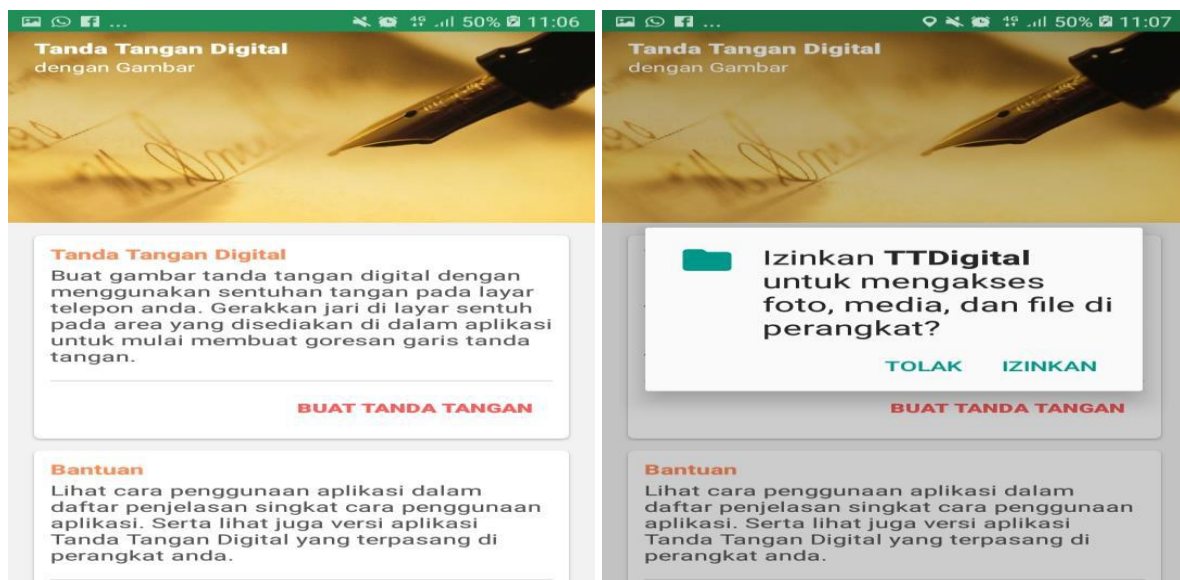 ... 50% 11:06
Tanda Tangan Digital
dengan Gambar
Tanda Tangan Digital
Buat gambar tanda tangan digital dengan
menggunakan sentuhan tangan pada layar
telepon anda. Gerakkan jari di layar sentuh
pada area yang disediakan di dalam aplikasi
untuk mulai membuat goresan garis tanda
tangan.
BUAT TANDA TANGAN
Bantuan
Lihat cara penggunaan aplikasi dalam
daftar penjelasan singkat cara penggunaan
aplikasi. Serta lihat juga versi aplikasi
Tanda Tangan Digital yang terpasang di
perangkat anda.
... 50% 11:07
Tanda Tangan Digital
dengan Gambar
Izinkan TTDigital
untuk mengakses
foto, media, dan file di
perangkat?
TOLAK IZINKAN
BUAT TANDA TANGAN
Bantuan
Lihat cara penggunaan aplikasi dalam
daftar penjelasan singkat cara penggunaan
aplikasi. Serta lihat juga versi aplikasi
Tanda Tangan Digital yang terpasang di
perangkat anda.